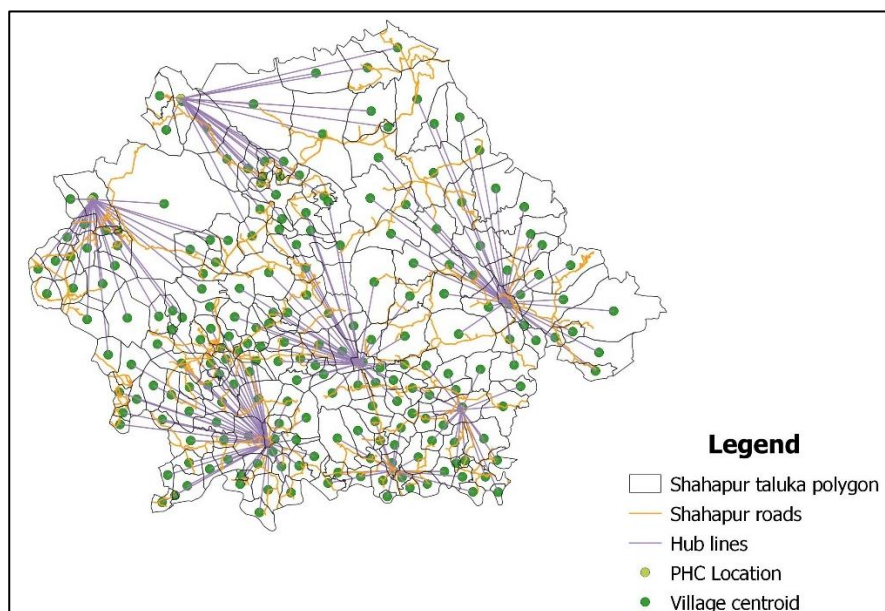 Legend
Shahapur taluka polygon
Shahapur roads
Hub lines
PHC Location
Village centroid